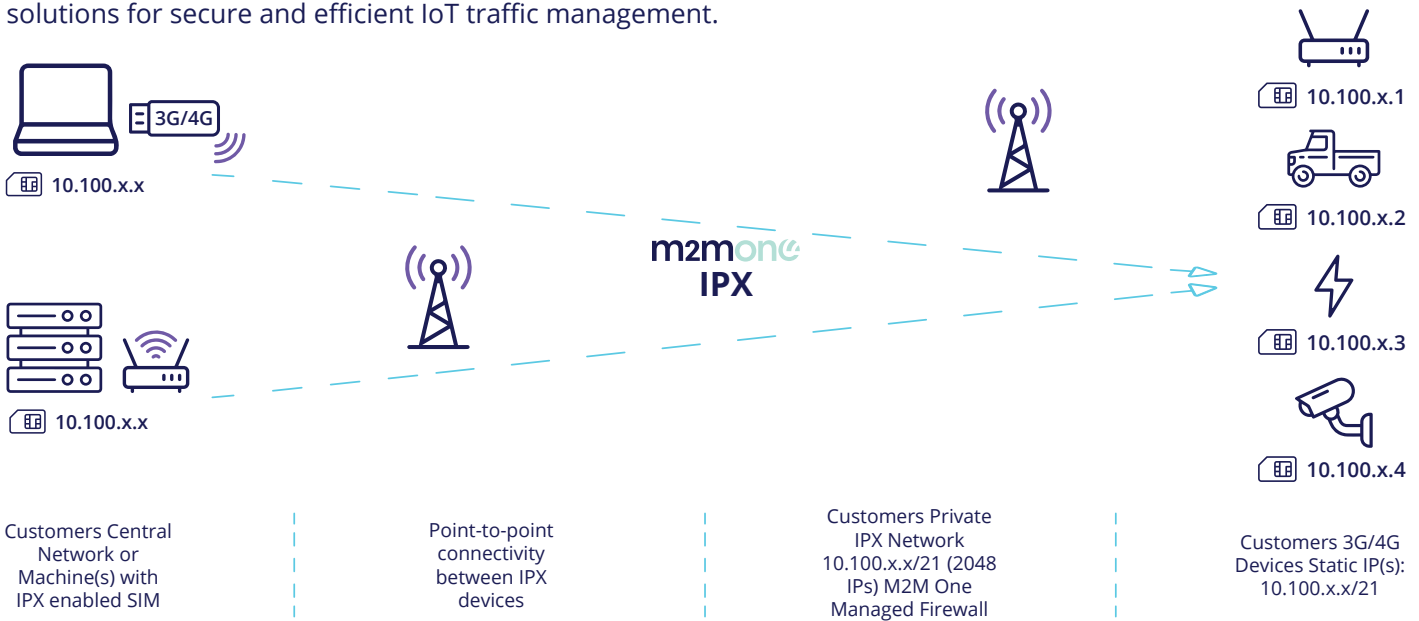 solutions for secure and efficient IoT traffic management.
3G/4G
10.100.x.x
10.100.x.x
m2mone
IPX
10.100.x.1
10.100.x.2
10.100.x.3
10.100.x.4
Customers Central
Network or
Machine(s) with
IPX enabled SIM
Point-to-point
connectivity
between IPX
devices
Customers Private
IPX Network
10.100.x.x/21 (2048
IPs) M2M One
Managed Firewall
Customers 3G/4G
Devices Static IP(s):
10.100.x.x/21